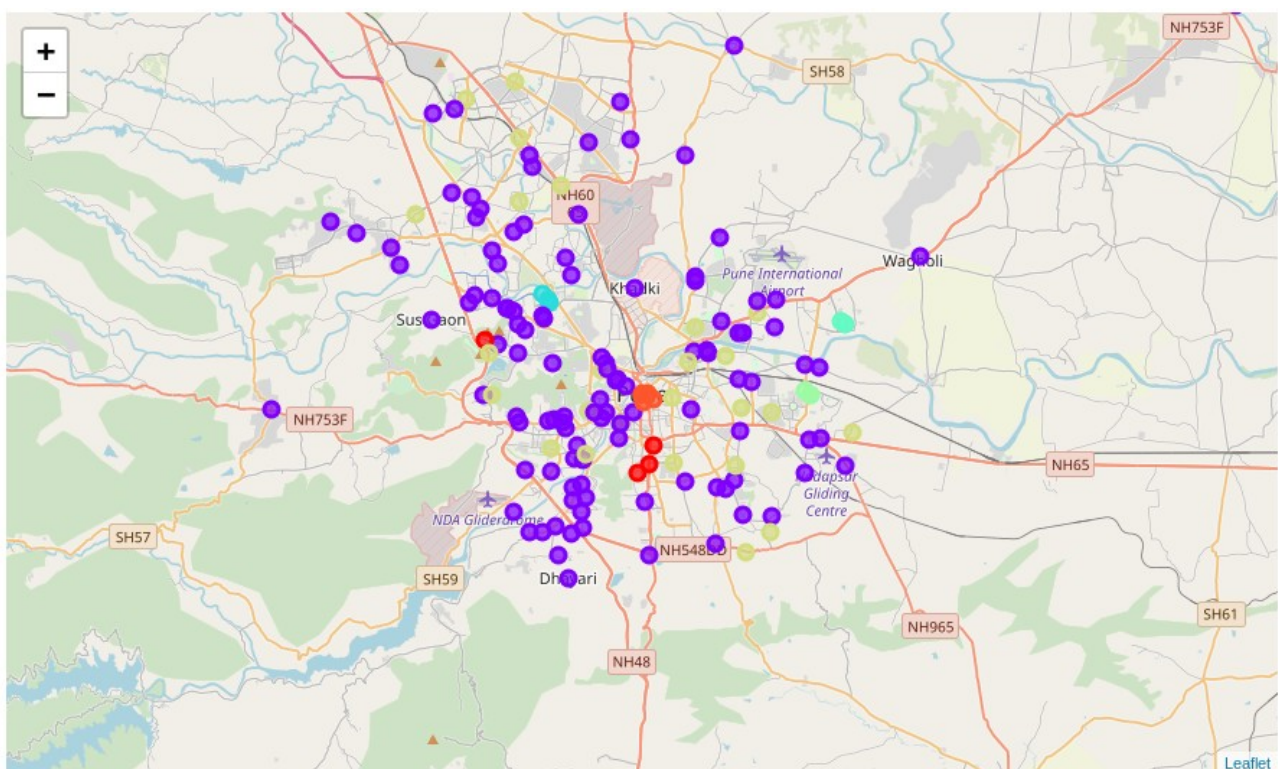 +
−
NH753F
SH58
NH60
Wagholi
Pune International
Airport
Khadki
NH753F
NH65
Gliding
Centre
NDA Gliderdrome
SH57
NH548DD
SH59
Dhayari
SH61
NH965
NH48
Leaflet